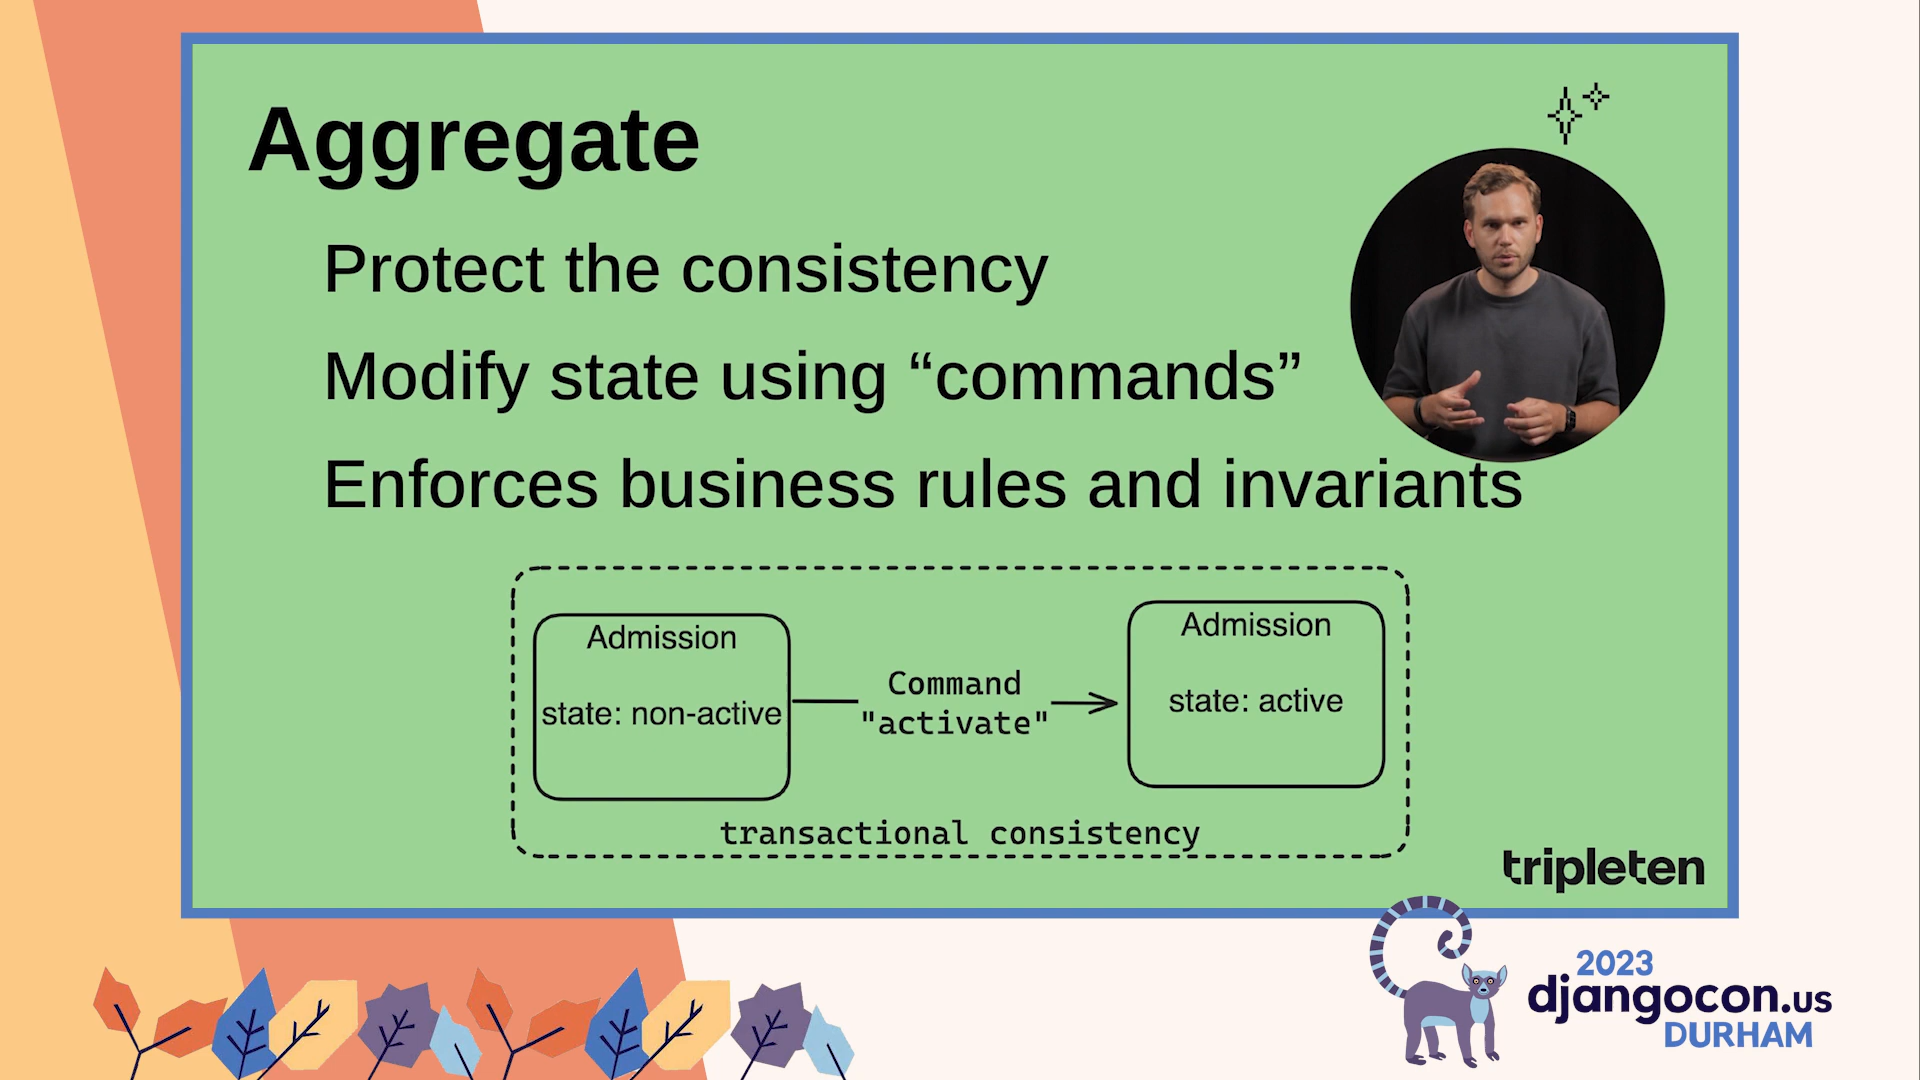 Aggregate
Protect the consistency
Modify state using “commands”
Enforces business rules and invariants
Admission
state: non-active
Command
"activate"
Admission
state: active
transactional consistency
tripleten
2023
djangocon.us
DURHAM